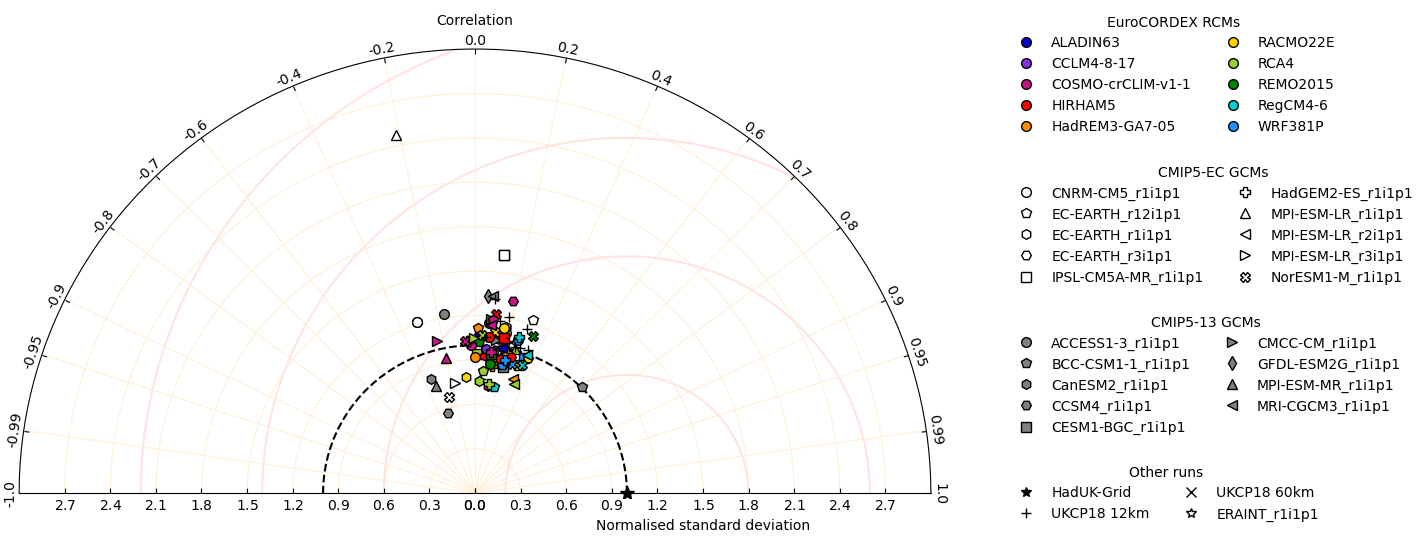 Correlation
-1.0
-0.99
-0.95
-0.9
-0.8
-0.7
-0.6
-0.4
-0.2
0.0
0.2
0.4
0.6
0.7
0.8
0.9
0.95
0.99
1.0
2.7 2.4 2.1 1.8 1.5 1.2 0.9 0.6 0.3 0.0 0.3 0.6 0.9 1.2 1.5 1.8 2.1 2.4 2.7
Normalised standard deviation
EuroCORDEX RCMs
ALADIN63 RACMO22E
CCLM4-8-17 RCA4
COSMO-crCLIM-v1-1 REMO2015
HIRHAM5 RegCM4-6
HadREM3-GA7-05 WRF381P
CMIP5-EC GCMs
CNRM-CM5_r1i1p1 HadGEM2-ES_r1i1p1
EC-EARTH_r12i1p1 MPI-ESM-LR_r1i1p1
EC-EARTH_r1i1p1 MPI-ESM-LR_r2i1p1
EC-EARTH_r3i1p1 MPI-ESM-LR_r3i1p1
IPSL-CM5A-MR_r1i1p1 NorESM1-M_r1i1p1
CMIP5-13 GCMs
ACCESS1-3_r1i1p1 CMCC-CM_r1i1p1
BCC-CSM1-1_r1i1p1 GFDL-ESM2G_r1i1p1
CanESM2_r1i1p1 MPI-ESM-MR_r1i1p1
CCSM4_r1i1p1 MRI-CGCM3_r1i1p1
CESM1-BGC_r1i1p1
Other runs
HadUK-Grid UKCP18 60km
UKCP18 12km ERAINT_r1i1p1